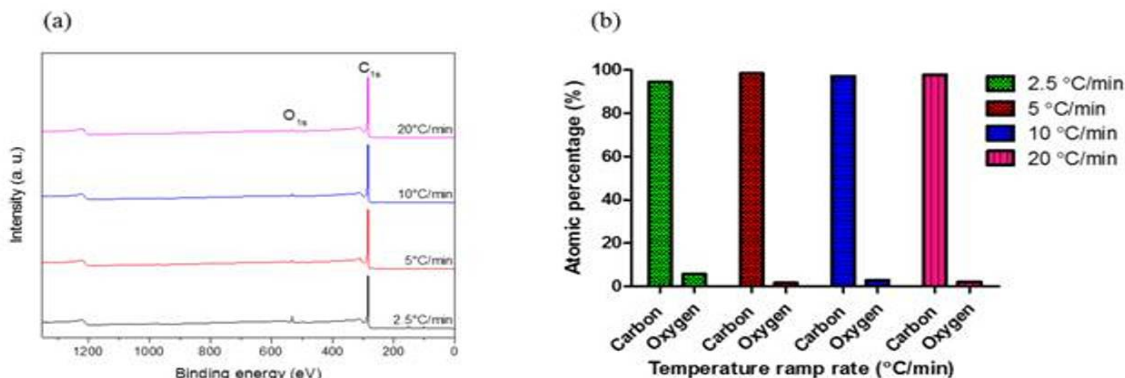 (a)
C1s
O1s
20°C/min
10°C/min
5°C/min
2.5°C/min
Intensity (a. u.)
1200 1000 800 600 400 200 0
Binding energy (eV)
(b)
100
80
60
40
20
0
Atomic percentage (%)
2.5 °C/min
5 °C/min
10 °C/min
20 °C/min
Carbon Oxygen Carbon Oxygen Carbon Oxygen Carbon Oxygen
Temperature ramp rate (°C/min)